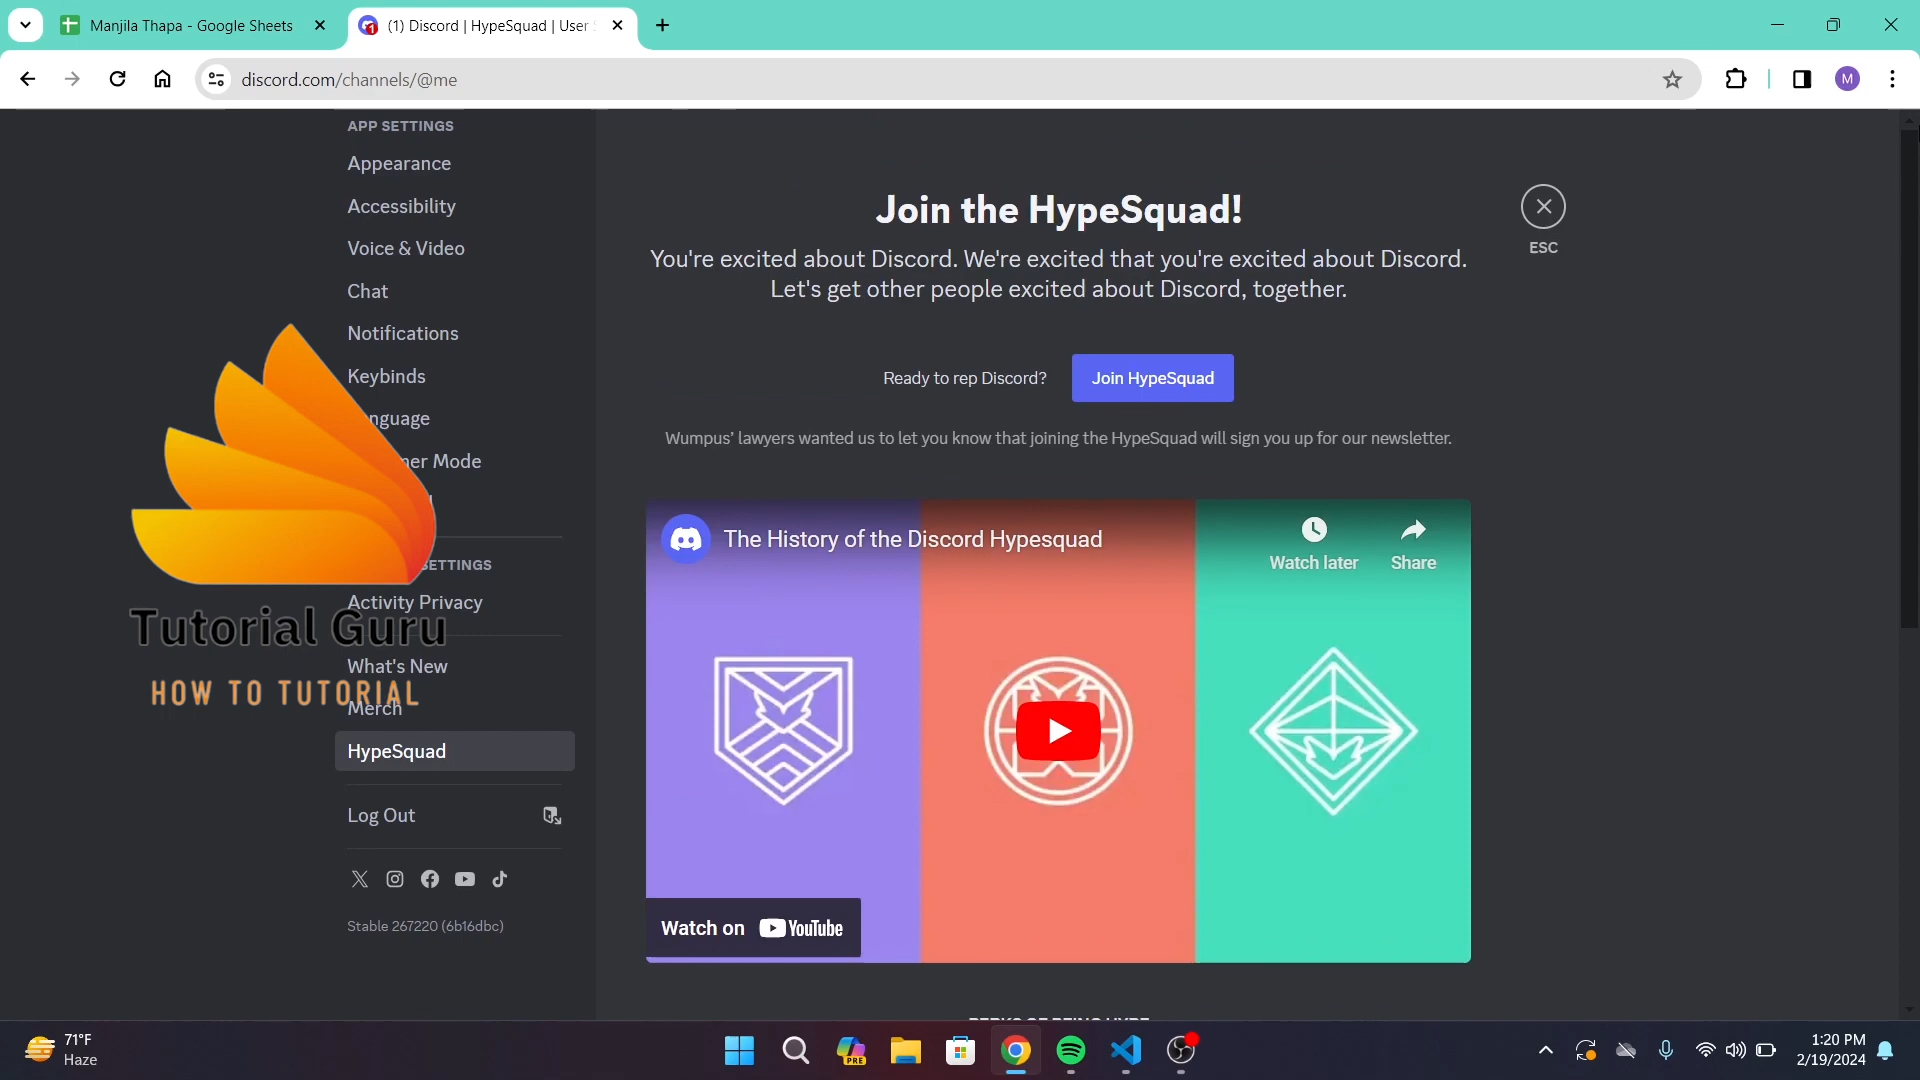 Manjila Thapa - Google Sheets
(1) Discord | HypeSquad | User
discord.com/channels/@me
M
APP SETTINGS
Appearance
Accessibility
Voice & Video
Chat
Notifications
Keybinds
nguage
ner Mode
SETTINGS
Activity Privacy
What's New
Merch
HypeSquad
Log Out
Stable 267220 (6b16dbc)
Tutorial Guru
HOW TO TUTORIAL
Join the HypeSquad!
You're excited about Discord. We're excited that you're excited about Discord.
Let's get other people excited about Discord, together.
ESC
Ready to rep Discord?
Join HypeSquad
Wumpus’ lawyers wanted us to let you know that joining the HypeSquad will sign you up for our newsletter.
The History of the Discord Hypesquad
Watch later
Share
Watch on YouTube
71°F
Haze
PRE
1:20 PM
2/19/2024